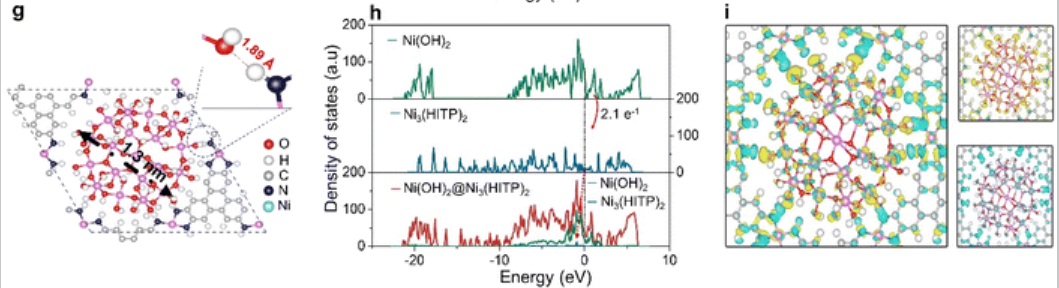 g
1.89 Å
1.3 nm
O
H
C
N
Ni
h
Density of states (a.u)
200
100
0
Ni(OH)₂
2.1 e⁻¹
200
100
0
Ni₃(HITP)₂
200
100
0
Ni(OH)₂@Ni₃(HITP)₂
Ni(OH)₂
Ni₃(HITP)₂
-20
-10
0
10
Energy (eV)
i